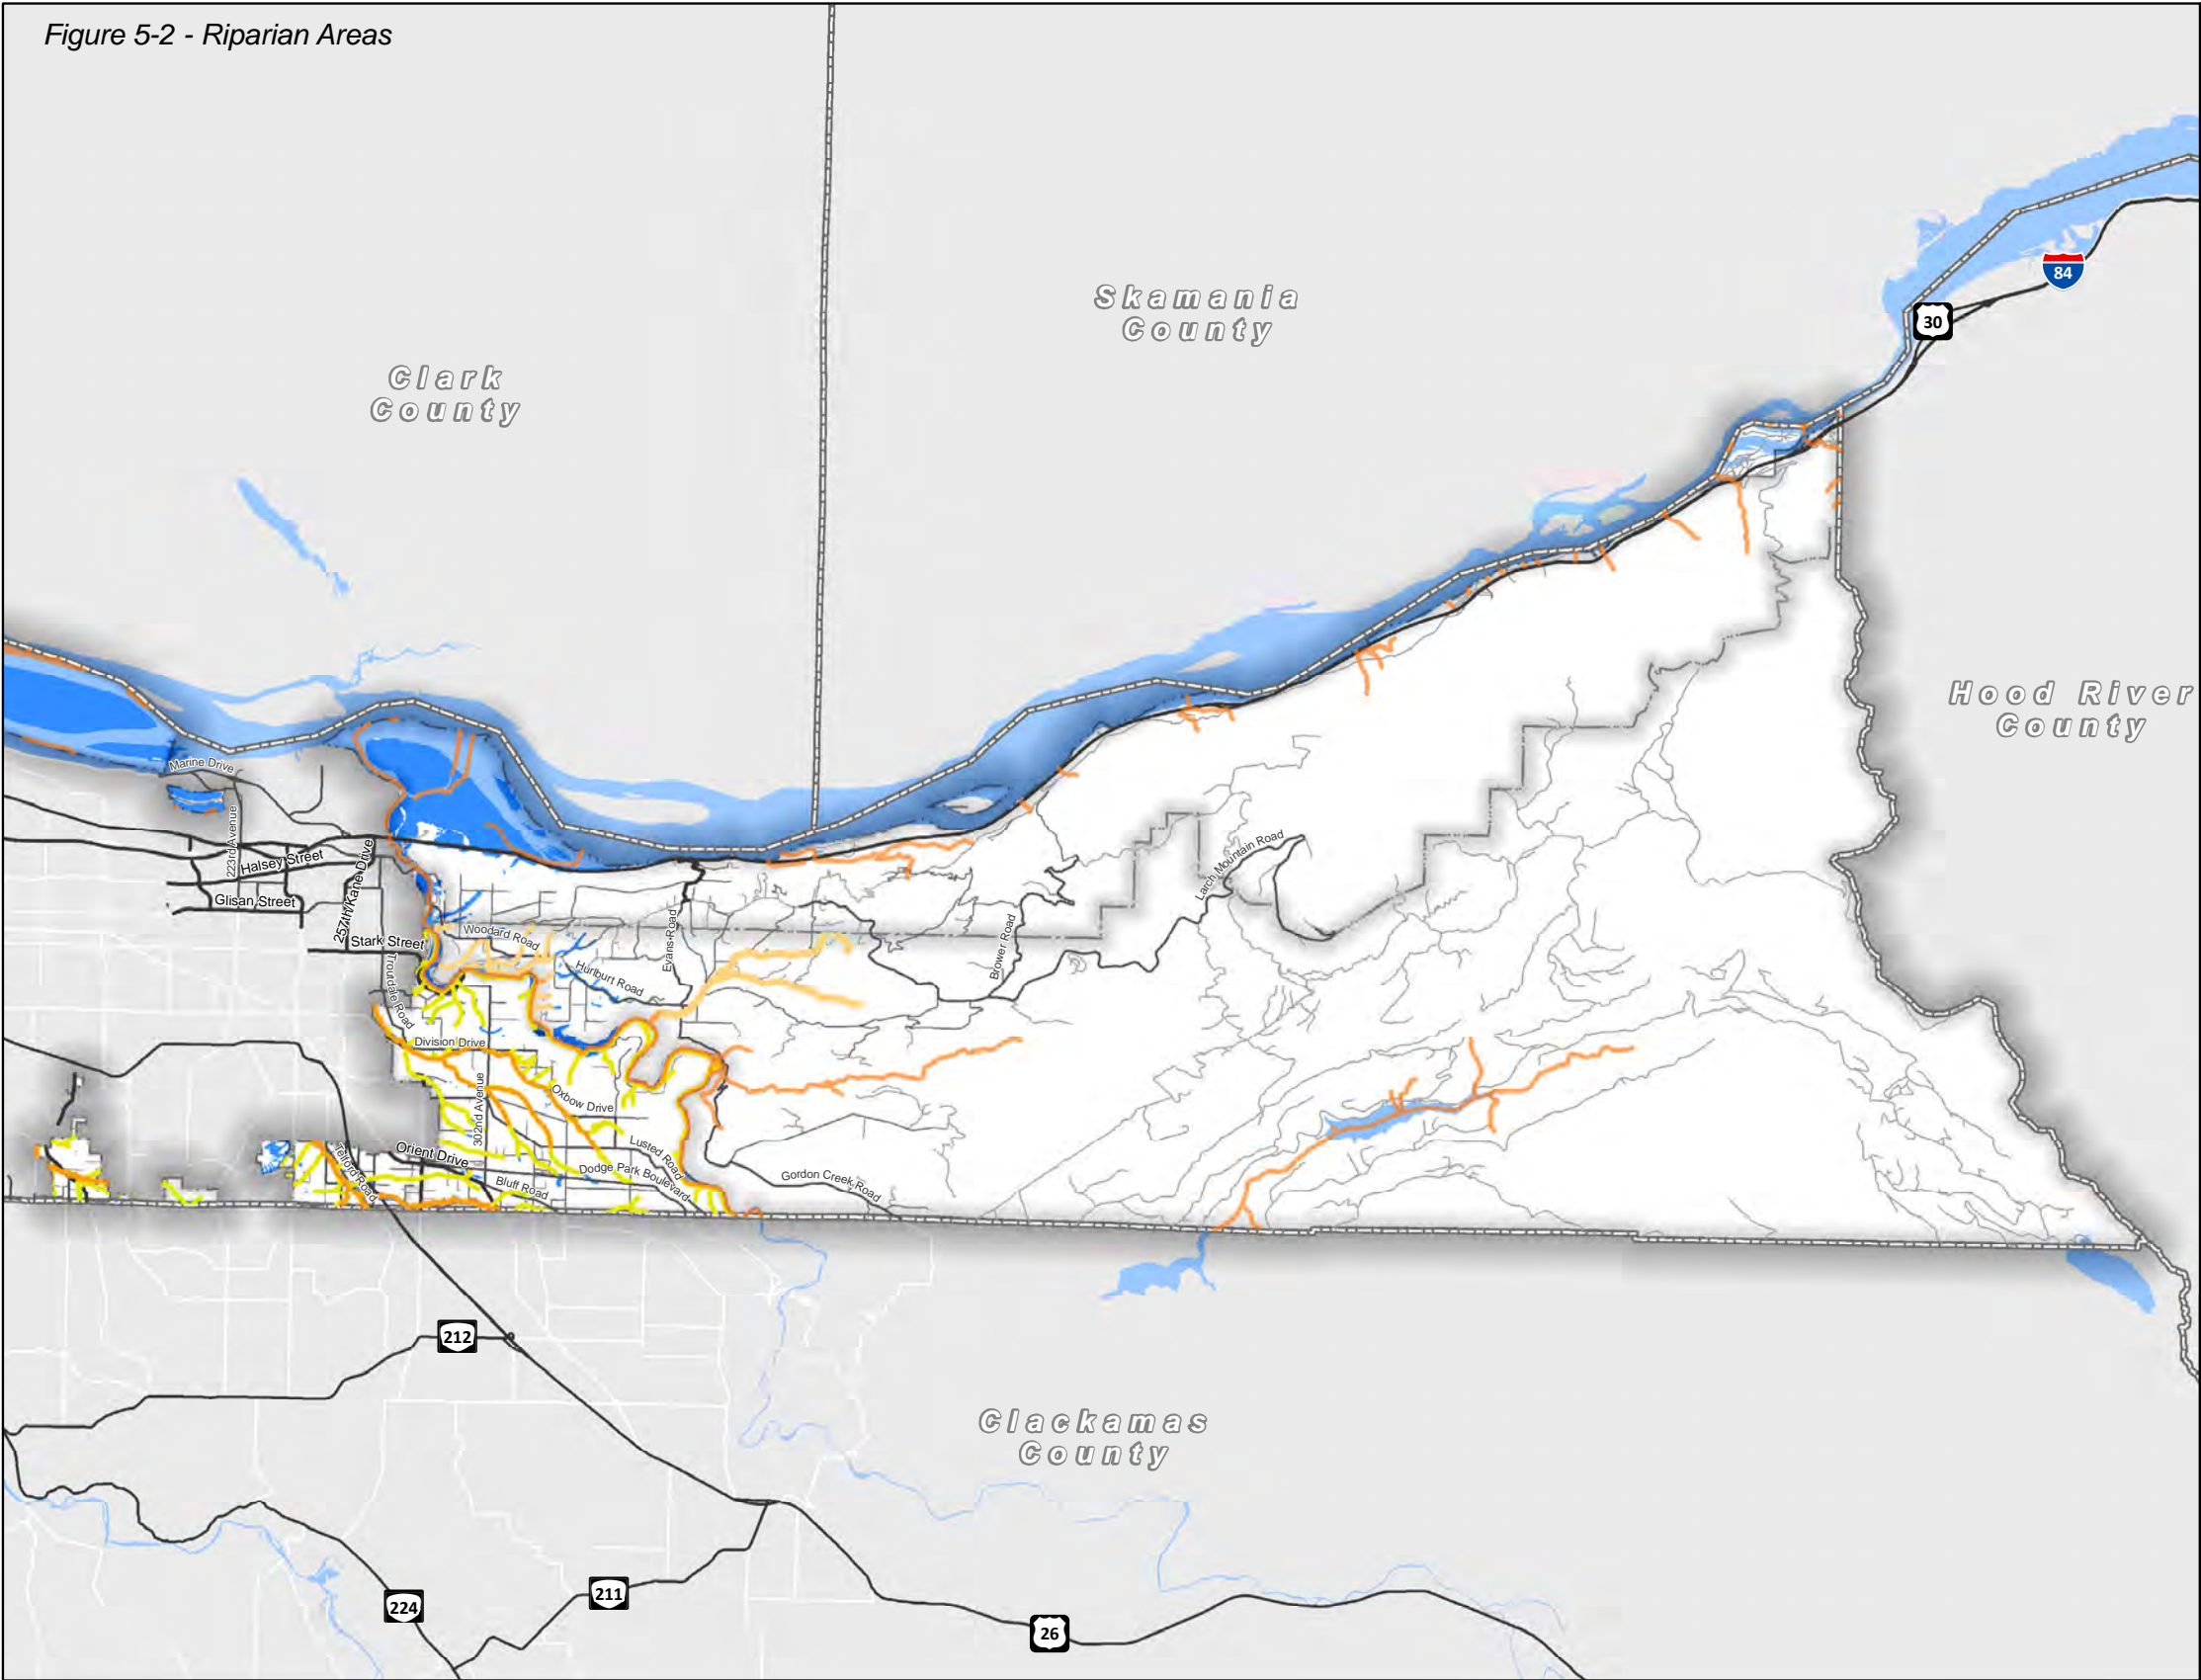 Figure 5-2 - Riparian Areas
84
Skamania
County
30
Clark
County
Hood River
County
Marine Drive
223rd Avenue
Halsey Street
257th/Kane Drive
Larch Mountain Road
Glisan Street
Stark Street
Woodard Road
Evans Road
Brower Road
Hurlburt Road
Troutdale Road
Division Drive
302nd Avenue
Oxbow Drive
Orient Drive
Lusted Road
Telford Road
Dodge Park Boulevard
Gordon Creek Road
Bluff Road
212
Clackamas
County
211
224
26